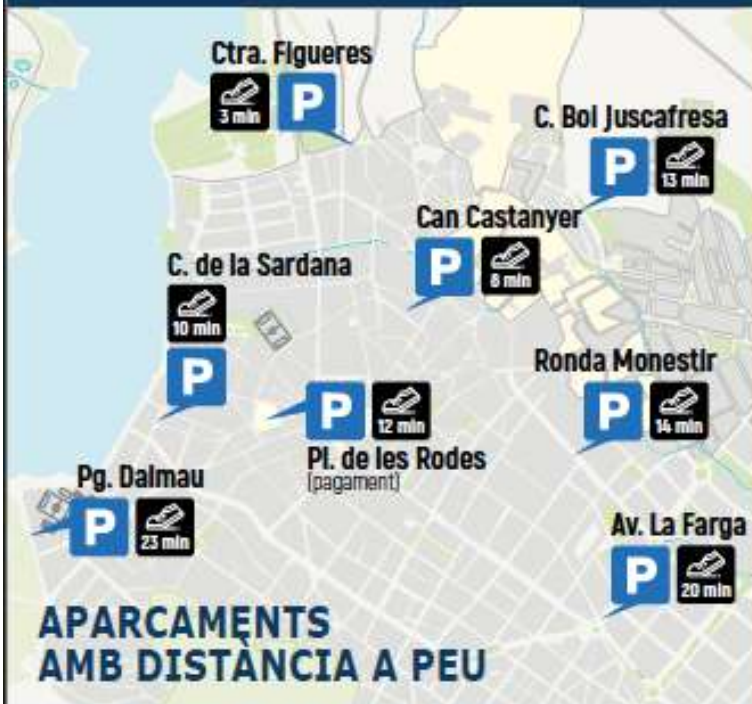 Ctra. Figueres
3 min
P
C. Boi Juscafresa
P
13 min
Can Castanyer
P
8 min
C. de la Sardana
10 min
P
Ronda Monestir
P
14 min
P
12 min
Pl. de les Rodes
(pagament)
Pg. Dalmau
P
23 min
Av. La Farga
P
20 min
APARCAMENTS
AMB DISTÀNCIA A PEU